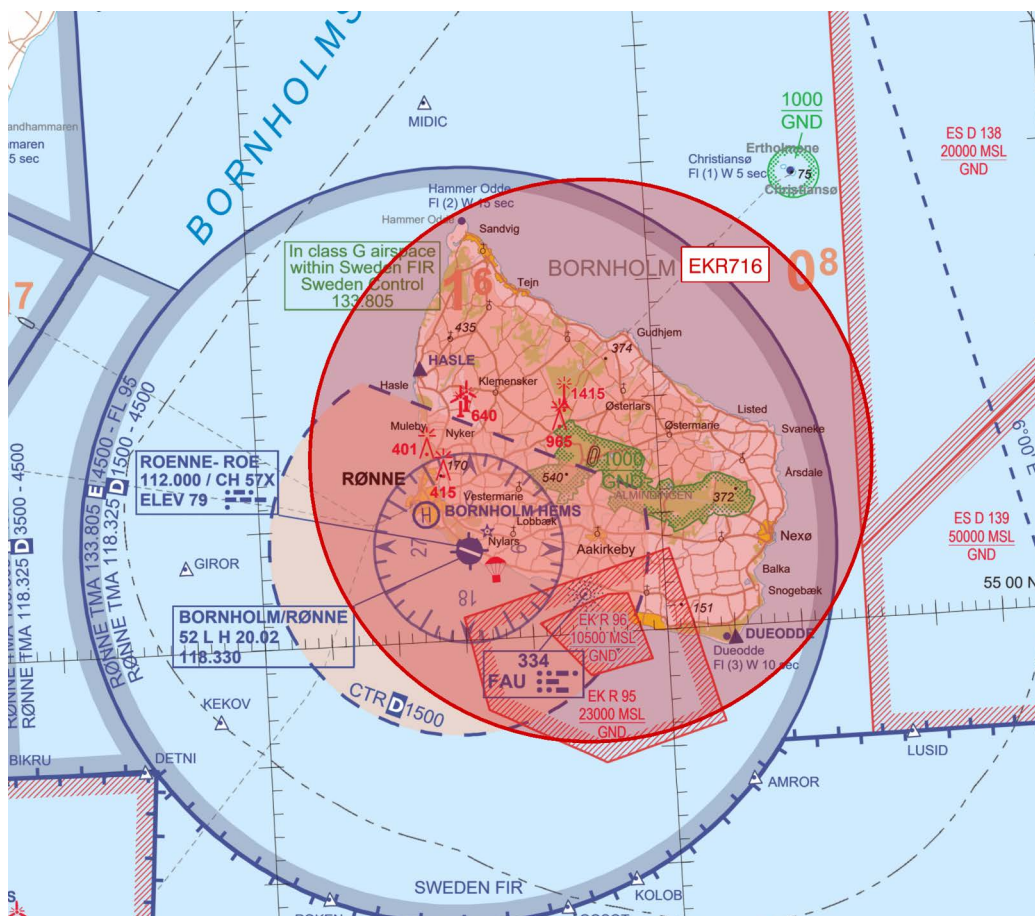 BORNHOLMS
MIDIC
1000
GND
Ertholmene
Christiansø
Fl (1) W 5 sec
75
Christiansø
ES D 138
20000 MSL
GND
andhammaren
maren
5 sec
Hammer Odde
Fl (2) W 15 sec
Hammer Odde
Sandvig
In class G airspace
within Sweden FIR
Sweden Control
133.805
16
BORNHOLM
EKR716
08
7
Tejn
435
Gudhjem
374
HASLE
Hasle
Klemensker
1415
640
Østerlars
Listed
Muleby
Nyker
965
Østermarie
Svaneke
401
170
415
RØNNE
540
1000
GND
ALMINDINGEN
372
Årsdale
ROENNE- ROE
112.000 / CH 57X
ELEV 79
Vestermarie
BORNHOLM HEMS
H
Lobbæk
Nylars
Aakirkeby
Nexø
Balka
Snogebæk
ES D 139
50000 MSL
GND
55 00 N
27
9
18
GIROR
BORNHOLM/RØNNE
52 L H 20.02
118.330
EK R 96
10500 MSL
GND
151
DUEODDE
Dueodde
Fl (3) W 10 sec
334
FAU
EK R 95
23000 MSL
GND
CTR D 1500
RØNNE TMA 133.805 E 4500 - FL 95
RØNNE TMA 118.325 D 1500 - 4500
RØNNE TMA 118.325 D 3500 - 4500
KEKOV
BIKRU
DETNI
LUSID
AMROR
SWEDEN FIR
KOLOB